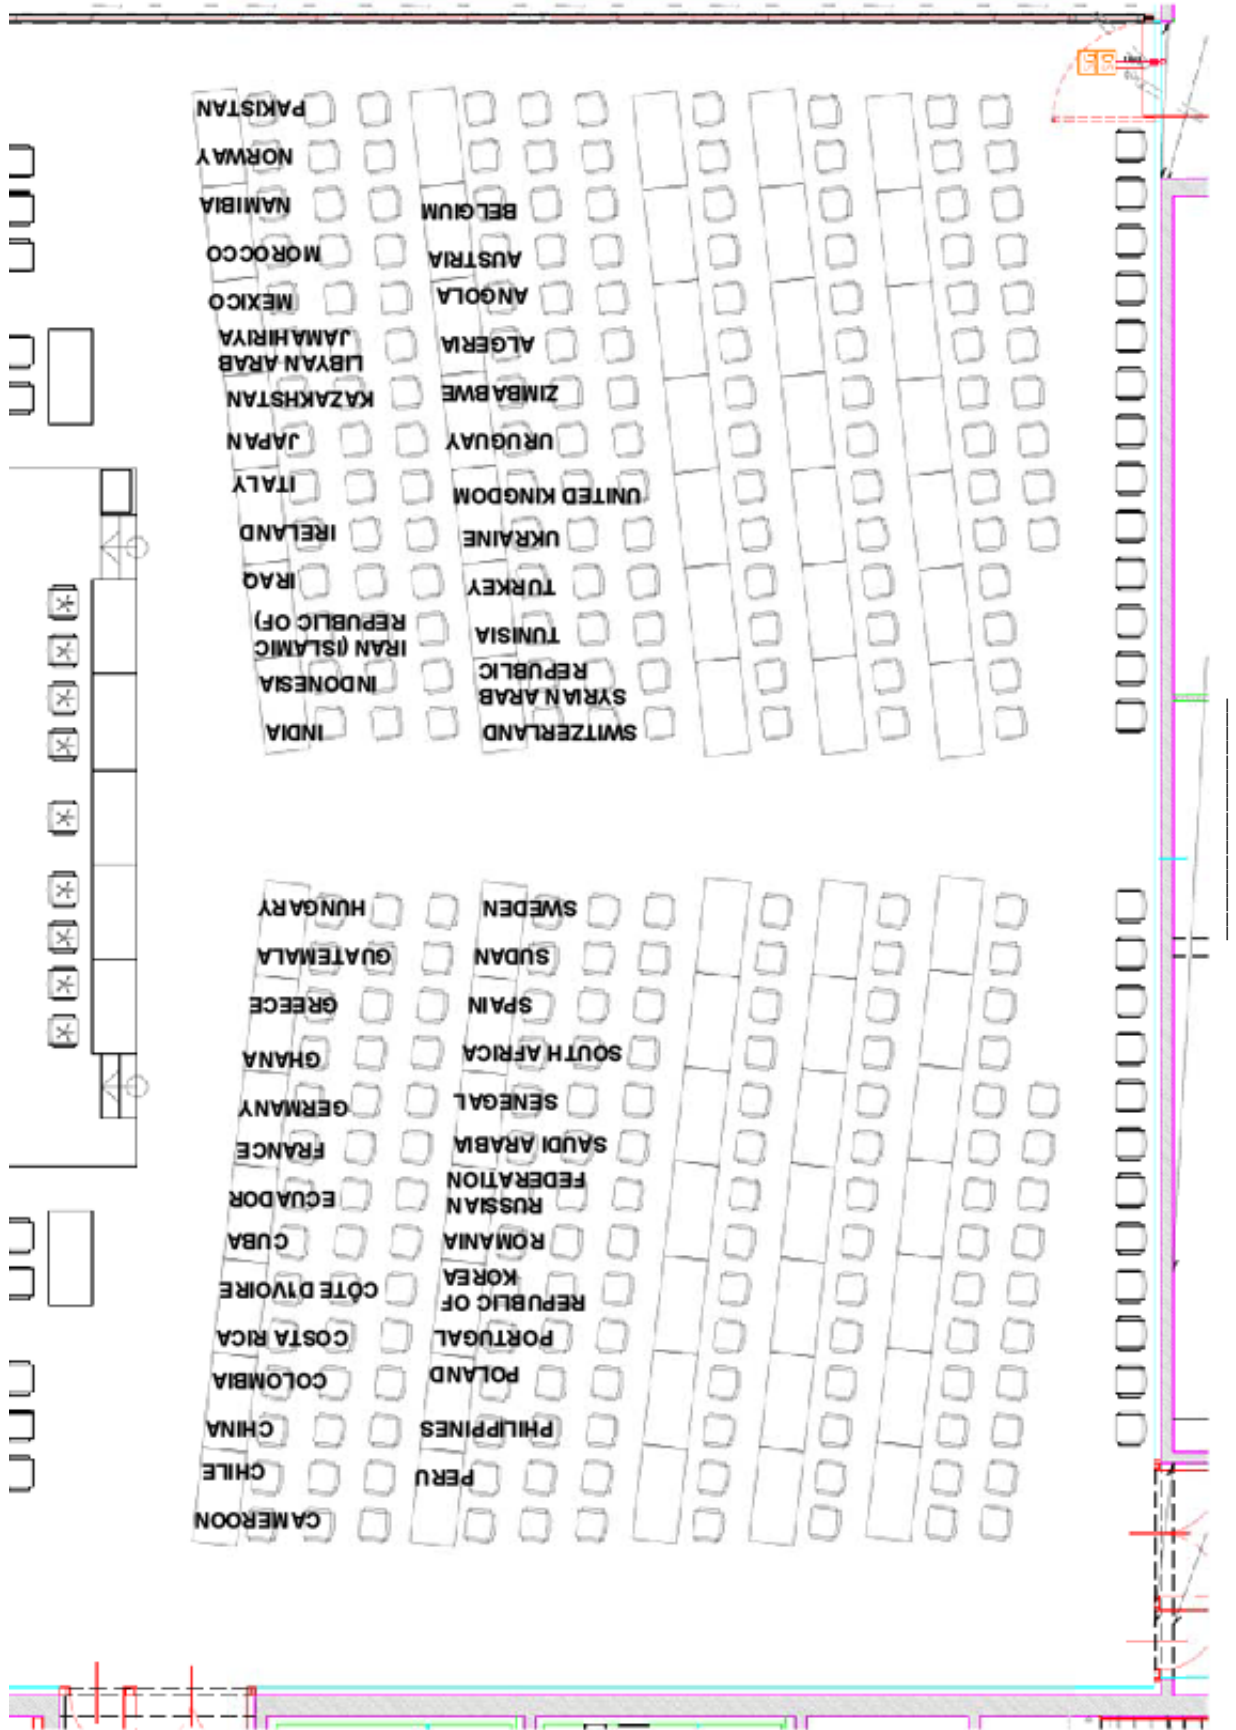 CAMEROON
CHILE
CHINA
COLOMBIA
COSTA RICA
CÔTE D'IVOIRE
CUBA
ECUADOR
FRANCE
GERMANY
GHANA
GREECE
GUATEMALA
HUNGARY
INDIA
INDONESIA
IRAN (ISLAMIC
REPUBLIC OF)
IRAQ
IRELAND
ITALY
JAPAN
KAZAKHSTAN
LIBYAN ARAB
JAMAHIRIYA
MEXICO
MOROCCO
NAMIBIA
NORWAY
PAKISTAN
PERU
PHILIPPINES
POLAND
PORTUGAL
REPUBLIC OF
KOREA
ROMANIA
RUSSIAN
FEDERATION
SAUDI ARABIA
SENEGAL
SOUTH AFRICA
SPAIN
SUDAN
SWEDEN
SWITZERLAND
SYRIAN ARAB
REPUBLIC
TUNISIA
TURKEY
UKRAINE
UNITED KINGDOM
URUGUAY
ZIMBABWE
ALGERIA
ANGOLA
AUSTRIA
BELGIUM